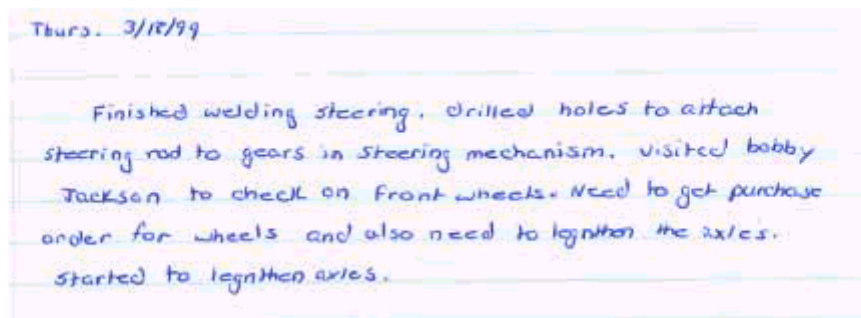 Thurs. 3/18/99
Finished welding steering. drilled holes to attach
steering rod to gears in steering mechanism. visited bobby
Jackson to check on front wheels. Need to get purchase
order for wheels and also need to legnthen the axles.
Started to legnthen axles.